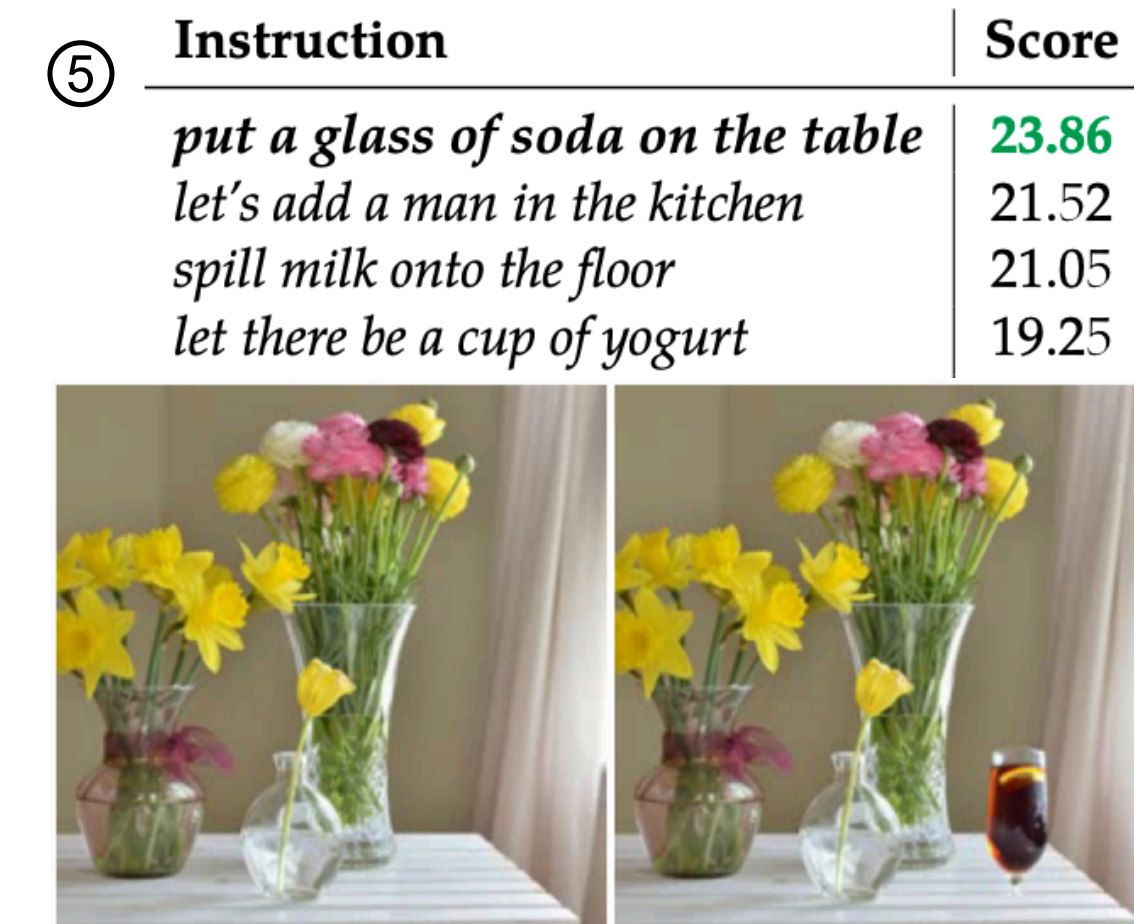 ⑤
Instruction Score
put a glass of soda on the table 23.86
let's add a man in the kitchen 21.52
spill milk onto the floor 21.05
let there be a cup of yogurt 19.25